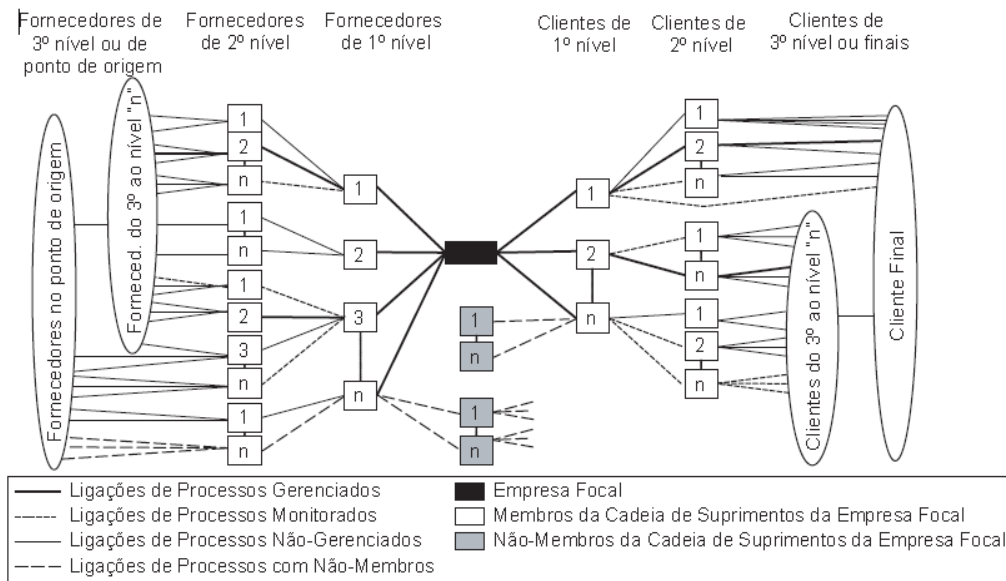 Fornecedores de
3º nível ou de
ponto de origem
Fornecedores
de 2º nível
Fornecedores
de 1º nível
Clientes de
1º nível
Clientes de
2º nível
Clientes de
3º nível ou finais
Fornecedores no ponto de origem
Forneced. do 3º ao nível "n"
1
2
n
1
n
1
2
3
n
1
n
1
2
3
n
1
n
1
n
1
2
n
1
2
n
1
n
1
2
n
Clientes do 3º ao nível "n"
Cliente Final
Ligações de Processos Gerenciados
Ligações de Processos Monitorados
Ligações de Processos Não-Gerenciados
Ligações de Processos com Não-Membros
Empresa Focal
Membros da Cadeia de Suprimentos da Empresa Focal
Não-Membros da Cadeia de Suprimentos da Empresa Focal